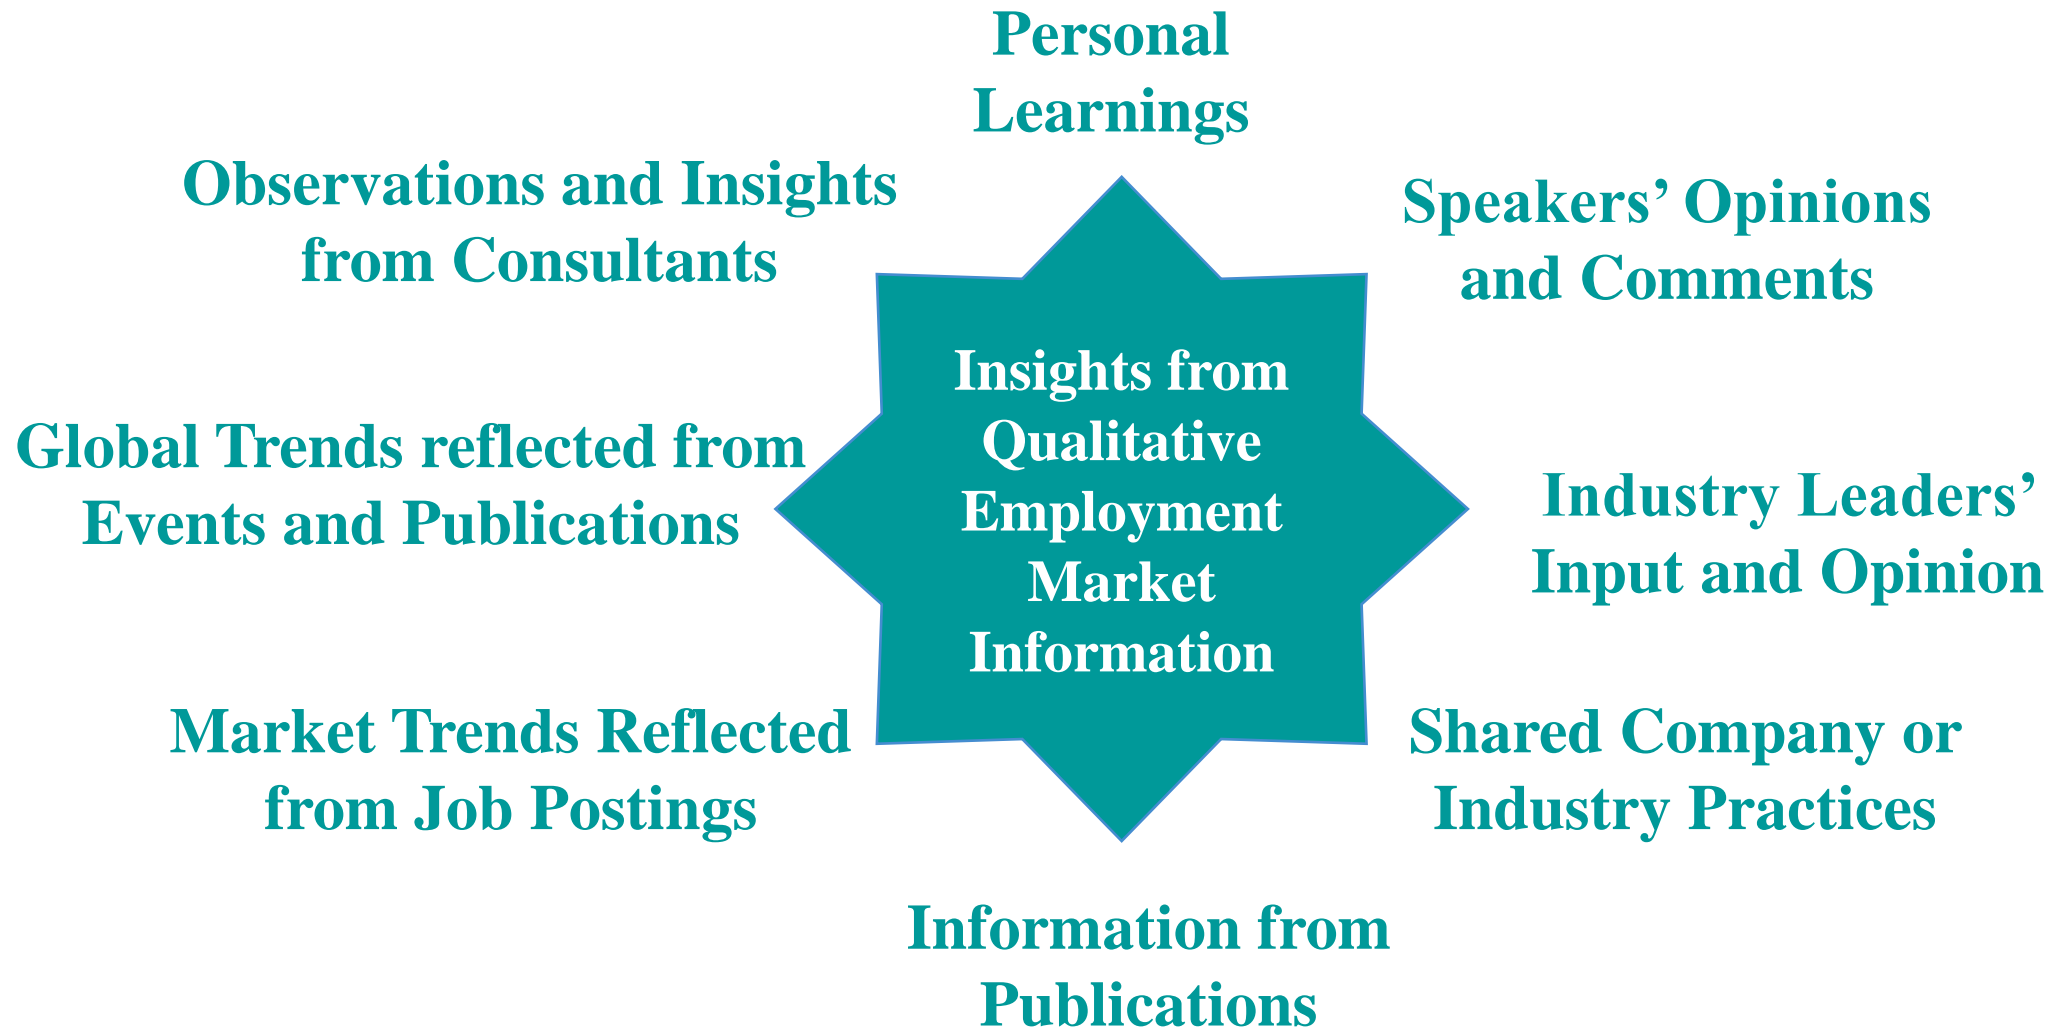 Personal
Learnings
Observations and Insights
from Consultants
Speakers’ Opinions
and Comments
Insights from
Qualitative
Employment
Market
Information
Global Trends reflected from
Events and Publications
Industry Leaders’
Input and Opinion
Market Trends Reflected
from Job Postings
Shared Company or
Industry Practices
Information from
Publications